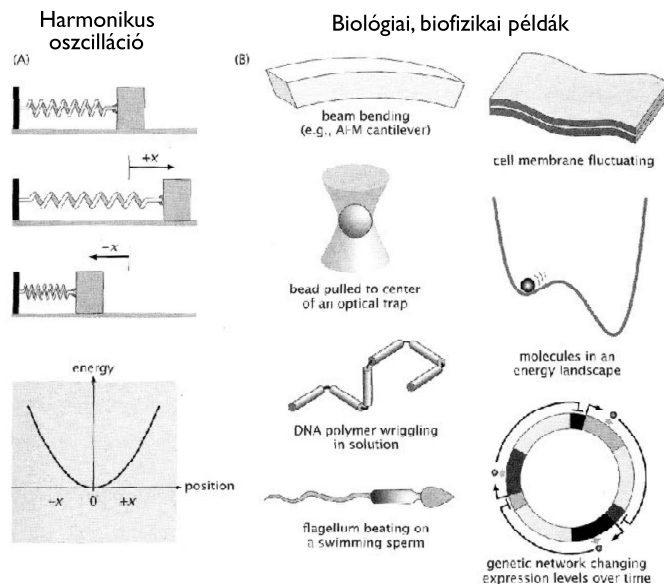 Harmonikus
oszcilláció
(A)
+x
−x
energy
position
−x 0 +x
Biológiai, biofizikai példák
(B)
beam bending
(e.g., AFM cantilever)
cell membrane fluctuating
bead pulled to center
of an optical trap
molecules in an
energy landscape
DNA polymer wriggling
in solution
flagellum beating on
a swimming sperm
genetic network changing
expression levels over time